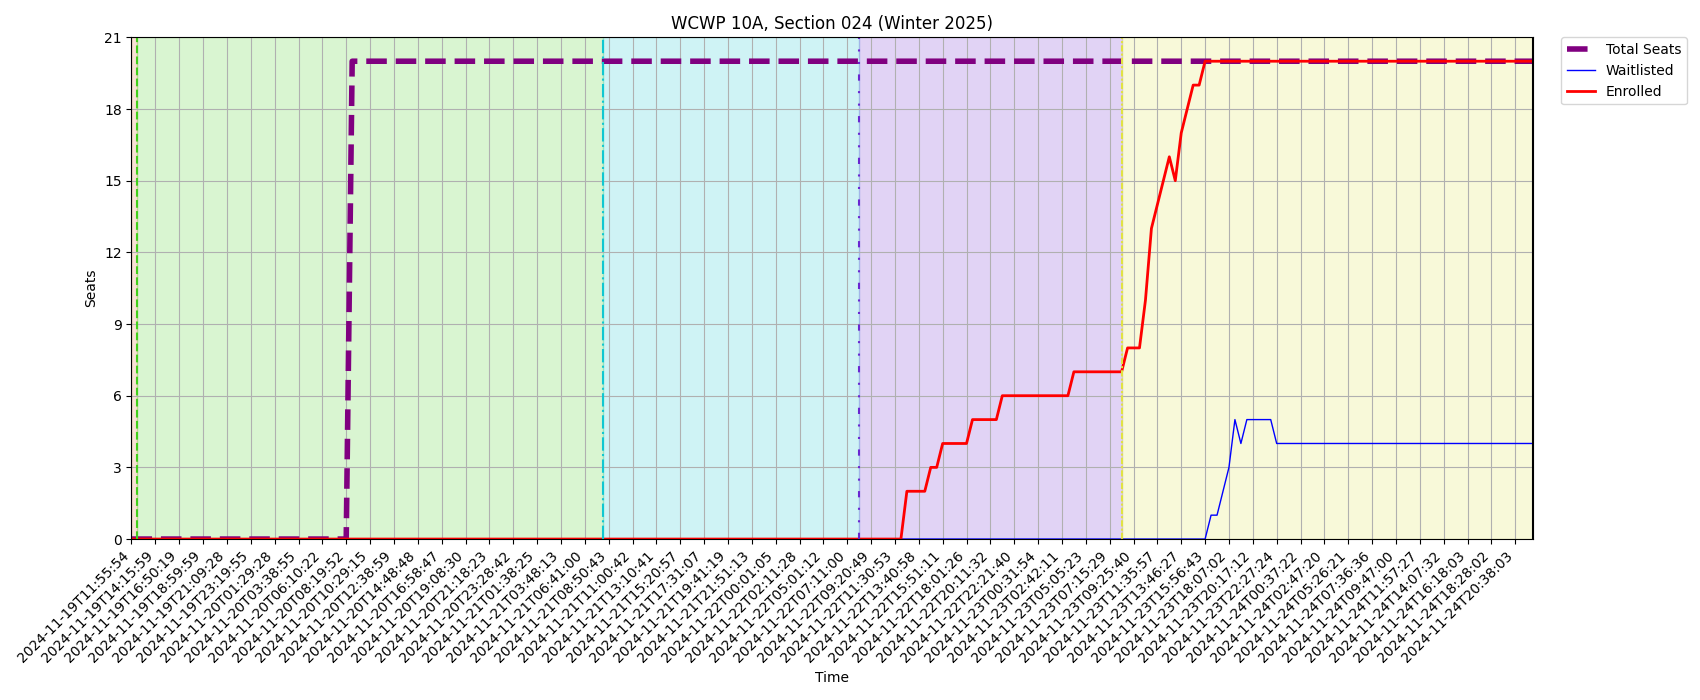 WCWP 10A, Section 024 (Winter 2025)
Total Seats
Waitlisted
Enrolled
Seats
21
18
15
12
9
6
3
0
2024-11-19T11:55:54
2024-11-19T14:15:59
2024-11-19T16:50:19
2024-11-19T18:59:59
2024-11-19T21:09:28
2024-11-19T23:19:55
2024-11-20T01:29:28
2024-11-20T03:38:55
2024-11-20T06:10:22
2024-11-20T08:19:52
2024-11-20T10:29:15
2024-11-20T12:38:59
2024-11-20T14:48:48
2024-11-20T16:58:47
2024-11-20T19:08:30
2024-11-20T21:18:23
2024-11-20T23:28:42
2024-11-21T01:38:25
2024-11-21T03:48:13
2024-11-21T06:41:00
2024-11-21T08:50:43
2024-11-21T11:00:42
2024-11-21T13:10:41
2024-11-21T15:20:57
2024-11-21T17:31:07
2024-11-21T19:41:19
2024-11-21T21:51:13
2024-11-22T00:01:05
2024-11-22T02:11:28
2024-11-22T05:01:12
2024-11-22T07:11:00
2024-11-22T09:20:49
2024-11-22T11:30:53
2024-11-22T13:40:58
2024-11-22T15:51:11
2024-11-22T18:01:26
2024-11-22T20:11:32
2024-11-22T22:21:40
2024-11-23T00:31:54
2024-11-23T02:42:11
2024-11-23T05:05:23
2024-11-23T07:15:29
2024-11-23T09:25:40
2024-11-23T11:35:57
2024-11-23T13:46:27
2024-11-23T15:56:43
2024-11-23T18:07:02
2024-11-23T20:17:12
2024-11-23T22:27:24
2024-11-24T00:37:22
2024-11-24T02:47:20
2024-11-24T05:26:21
2024-11-24T07:36:36
2024-11-24T09:47:00
2024-11-24T11:57:27
2024-11-24T14:07:32
2024-11-24T16:18:03
2024-11-24T18:28:02
2024-11-24T20:38:03
Time